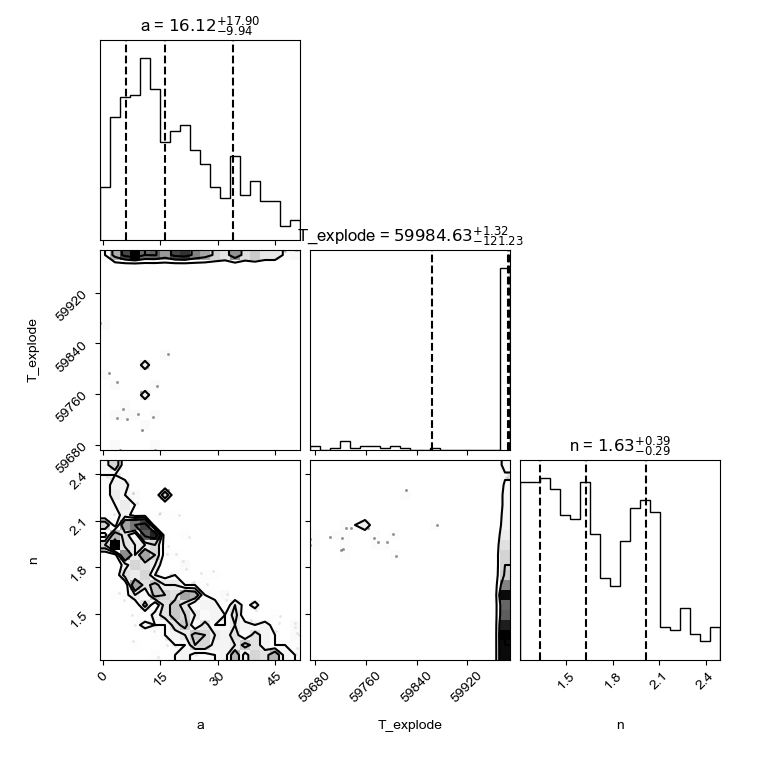 a = 16.12+17.90−9.94
T_explode = 59984.63+1.32−121.23
T_explode
59920
59840
59760
59680
n = 1.63+0.39−0.29
n
2.4
2.1
1.8
1.5
0 15 30 45
59680 59760 59840 59920
1.5 1.8 2.1 2.4
a T_explode n